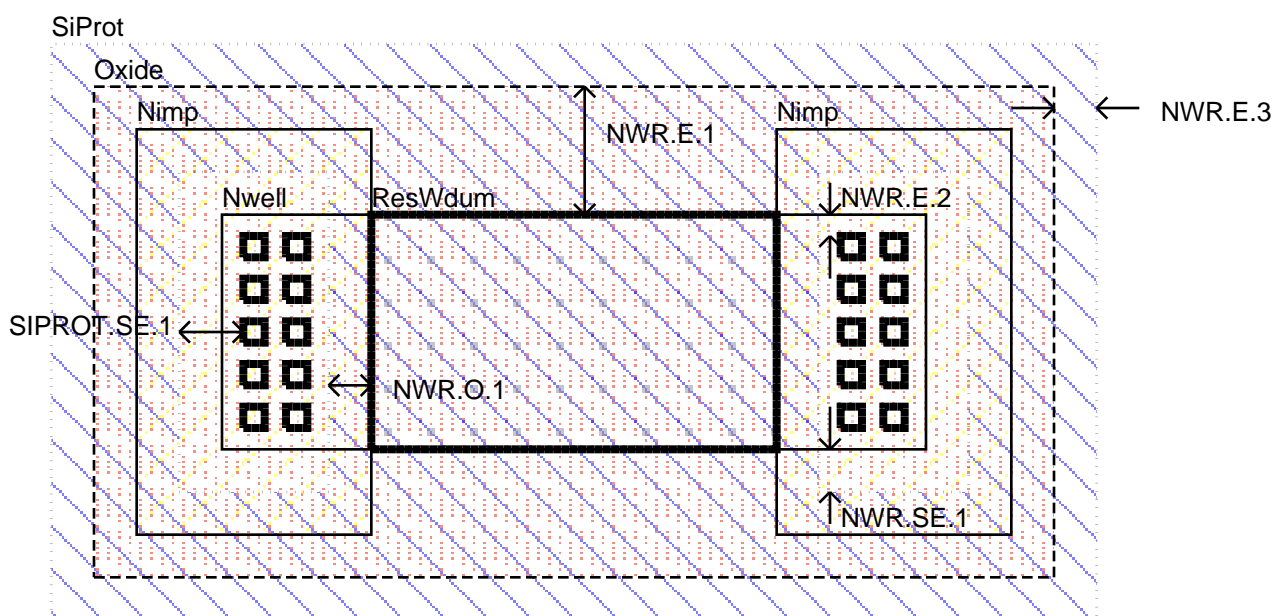 SiProt
Oxide
Nimp
Nimp
NWR.E.3
NWR.E.1
Nwell
ResWdum
NWR.E.2
SIPROT.SE.1
NWR.O.1
NWR.SE.1